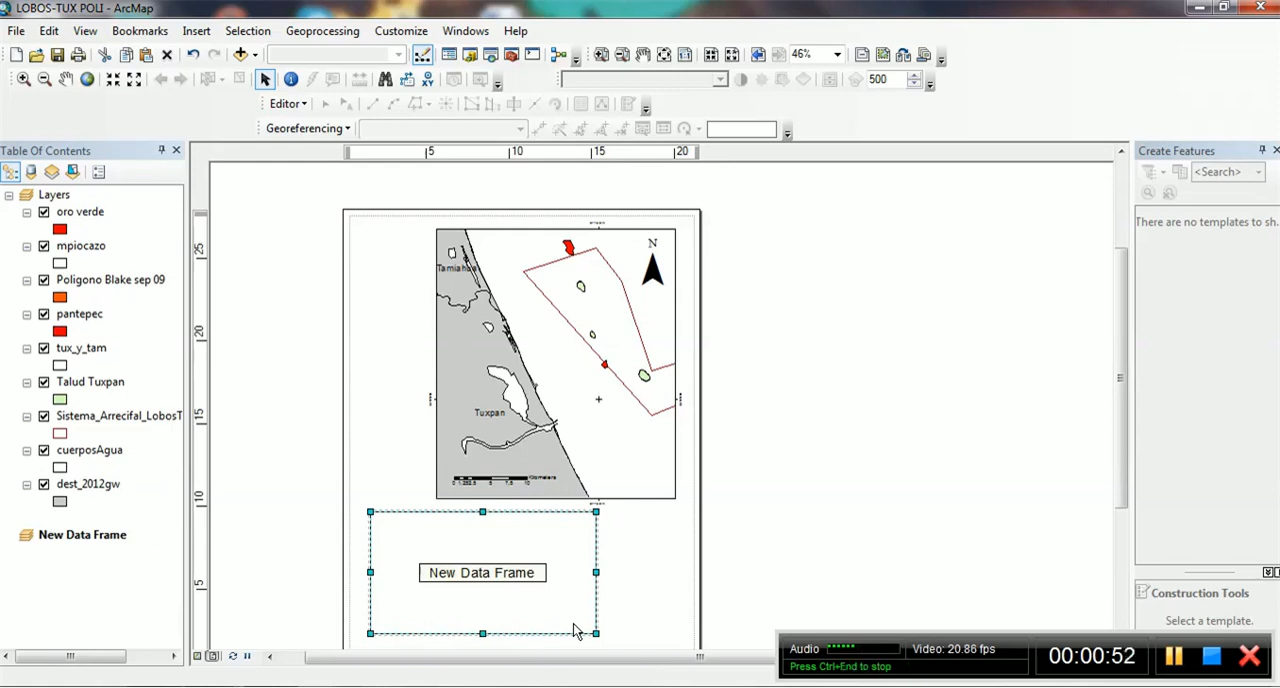 LOBOS-TUX POLI - ArcMap
File Edit View Bookmarks Insert Selection Geoprocessing Customize Windows Help
46%
500
Editor
Georeferencing
Table Of Contents
5 10 15 20
Create Features
<Search>
Layers
oro verde
mpiocazo
Poligono Blake sep 09
pantepec
tux_y_tam
Talud Tuxpan
Sistema_Arrecifal_LobosT
cuerposAgua
dest_2012gw
New Data Frame
25
20
15
10
5
N
Tuxpan
New Data Frame
There are no templates to sh.
Construction Tools
Select a template.
Audio
Video: 20.86 fps
Press Ctrl+End to stop
00:00:52